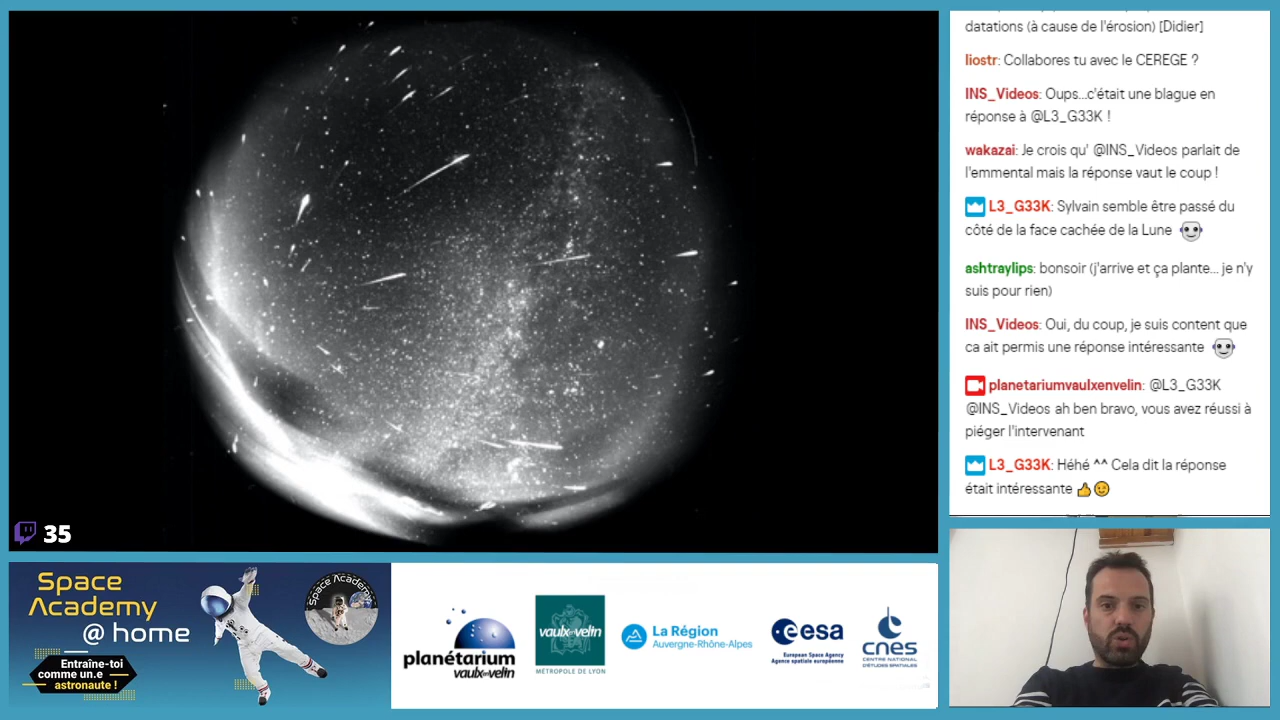 datations (à cause de l'érosion) [Didier]
liostr: Collabores tu avec le CEREGE ?
INS_Videos: Oups...c'était une blague en
réponse à @L3_G33K !
wakazai: Je crois qu' @INS_Videos parlait de
l'emmental mais la réponse vaut le coup !
L3_G33K: Sylvain semble être passé du
côté de la face cachée de la Lune
ashtraylips: bonsoir (j'arrive et ça plante... je n'y
suis pour rien)
INS_Videos: Oui, du coup, je suis content que
ca ait permis une réponse intéressante
planetariumvaulxenvelin: @L3_G33K
@INS_Videos ah ben bravo, vous avez réussi à
piéger l'intervenant
L3_G33K: Héhé ^^ Cela dit la réponse
était intéressante 👍😉
35
Space
Academy
@ home
Entraîne-toi
comme un.e
astronaute !
Space Academy
planétarium
vaulx en velin
vaulx en velin
MÉTROPOLE DE LYON
La Région
Auvergne-Rhône-Alpes
esa
European Space Agency
Agence spatiale européenne
cnes
CENTRE NATIONAL
D'ÉTUDES SPATIALES